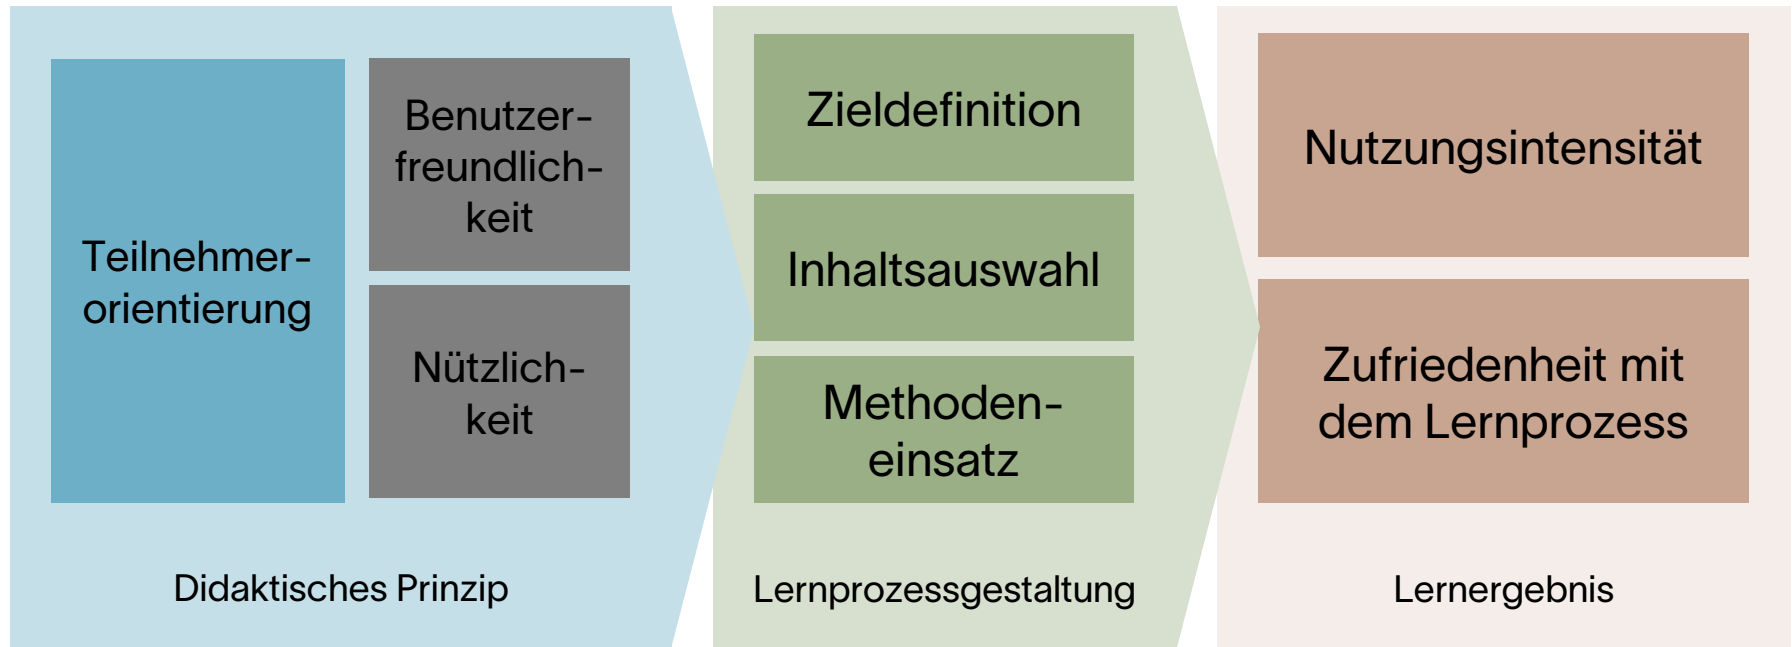 Teilnehmer-
orientierung
Benutzer-
freundlich-
keit
Nützlich-
keit
Didaktisches Prinzip
Zieldefinition
Inhaltsauswahl
Methoden-
einsatz
Lernprozessgestaltung
Nutzungsintensität
Zufriedenheit mit
dem Lernprozess
Lernergebnis